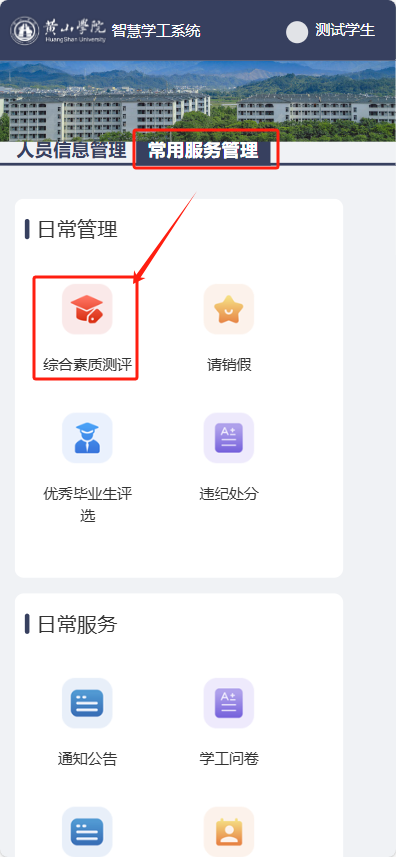 黄山学院
HuangShan University
智慧学工系统
测试学生
人员信息管理
常用服务管理
日常管理
综合素质测评
请销假
优秀毕业生评
选
违纪处分
日常服务
通知公告
学工问卷